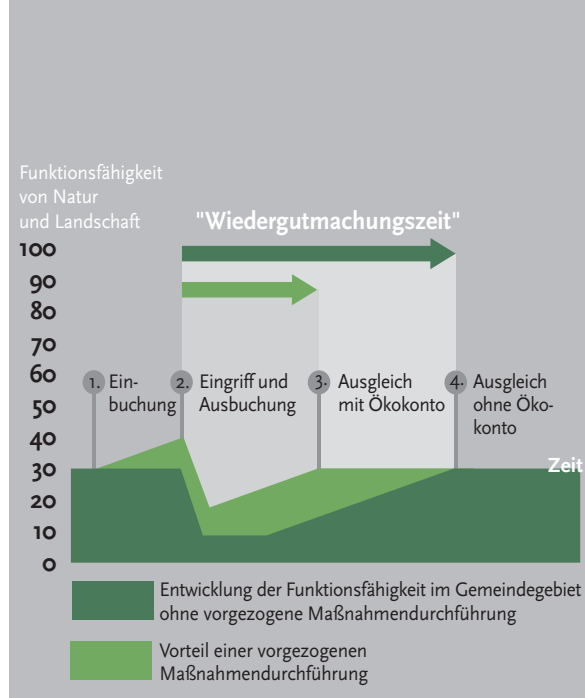 Funktionsfähigkeit
von Natur
und Landschaft
"Wiedergutmachungszeit"
100
90
80
70
60
50
40
30
20
10
0
1. Ein-
buchung
2. Eingriff und
Ausbuchung
3. Ausgleich
mit Ökokonto
4. Ausgleich
ohne Öko-
konto
Zeit
Entwicklung der Funktionsfähigkeit im Gemeindegebiet
ohne vorgezogene Maßnahmendurchführung
Vorteil einer vorgezogenen
Maßnahmendurchführung